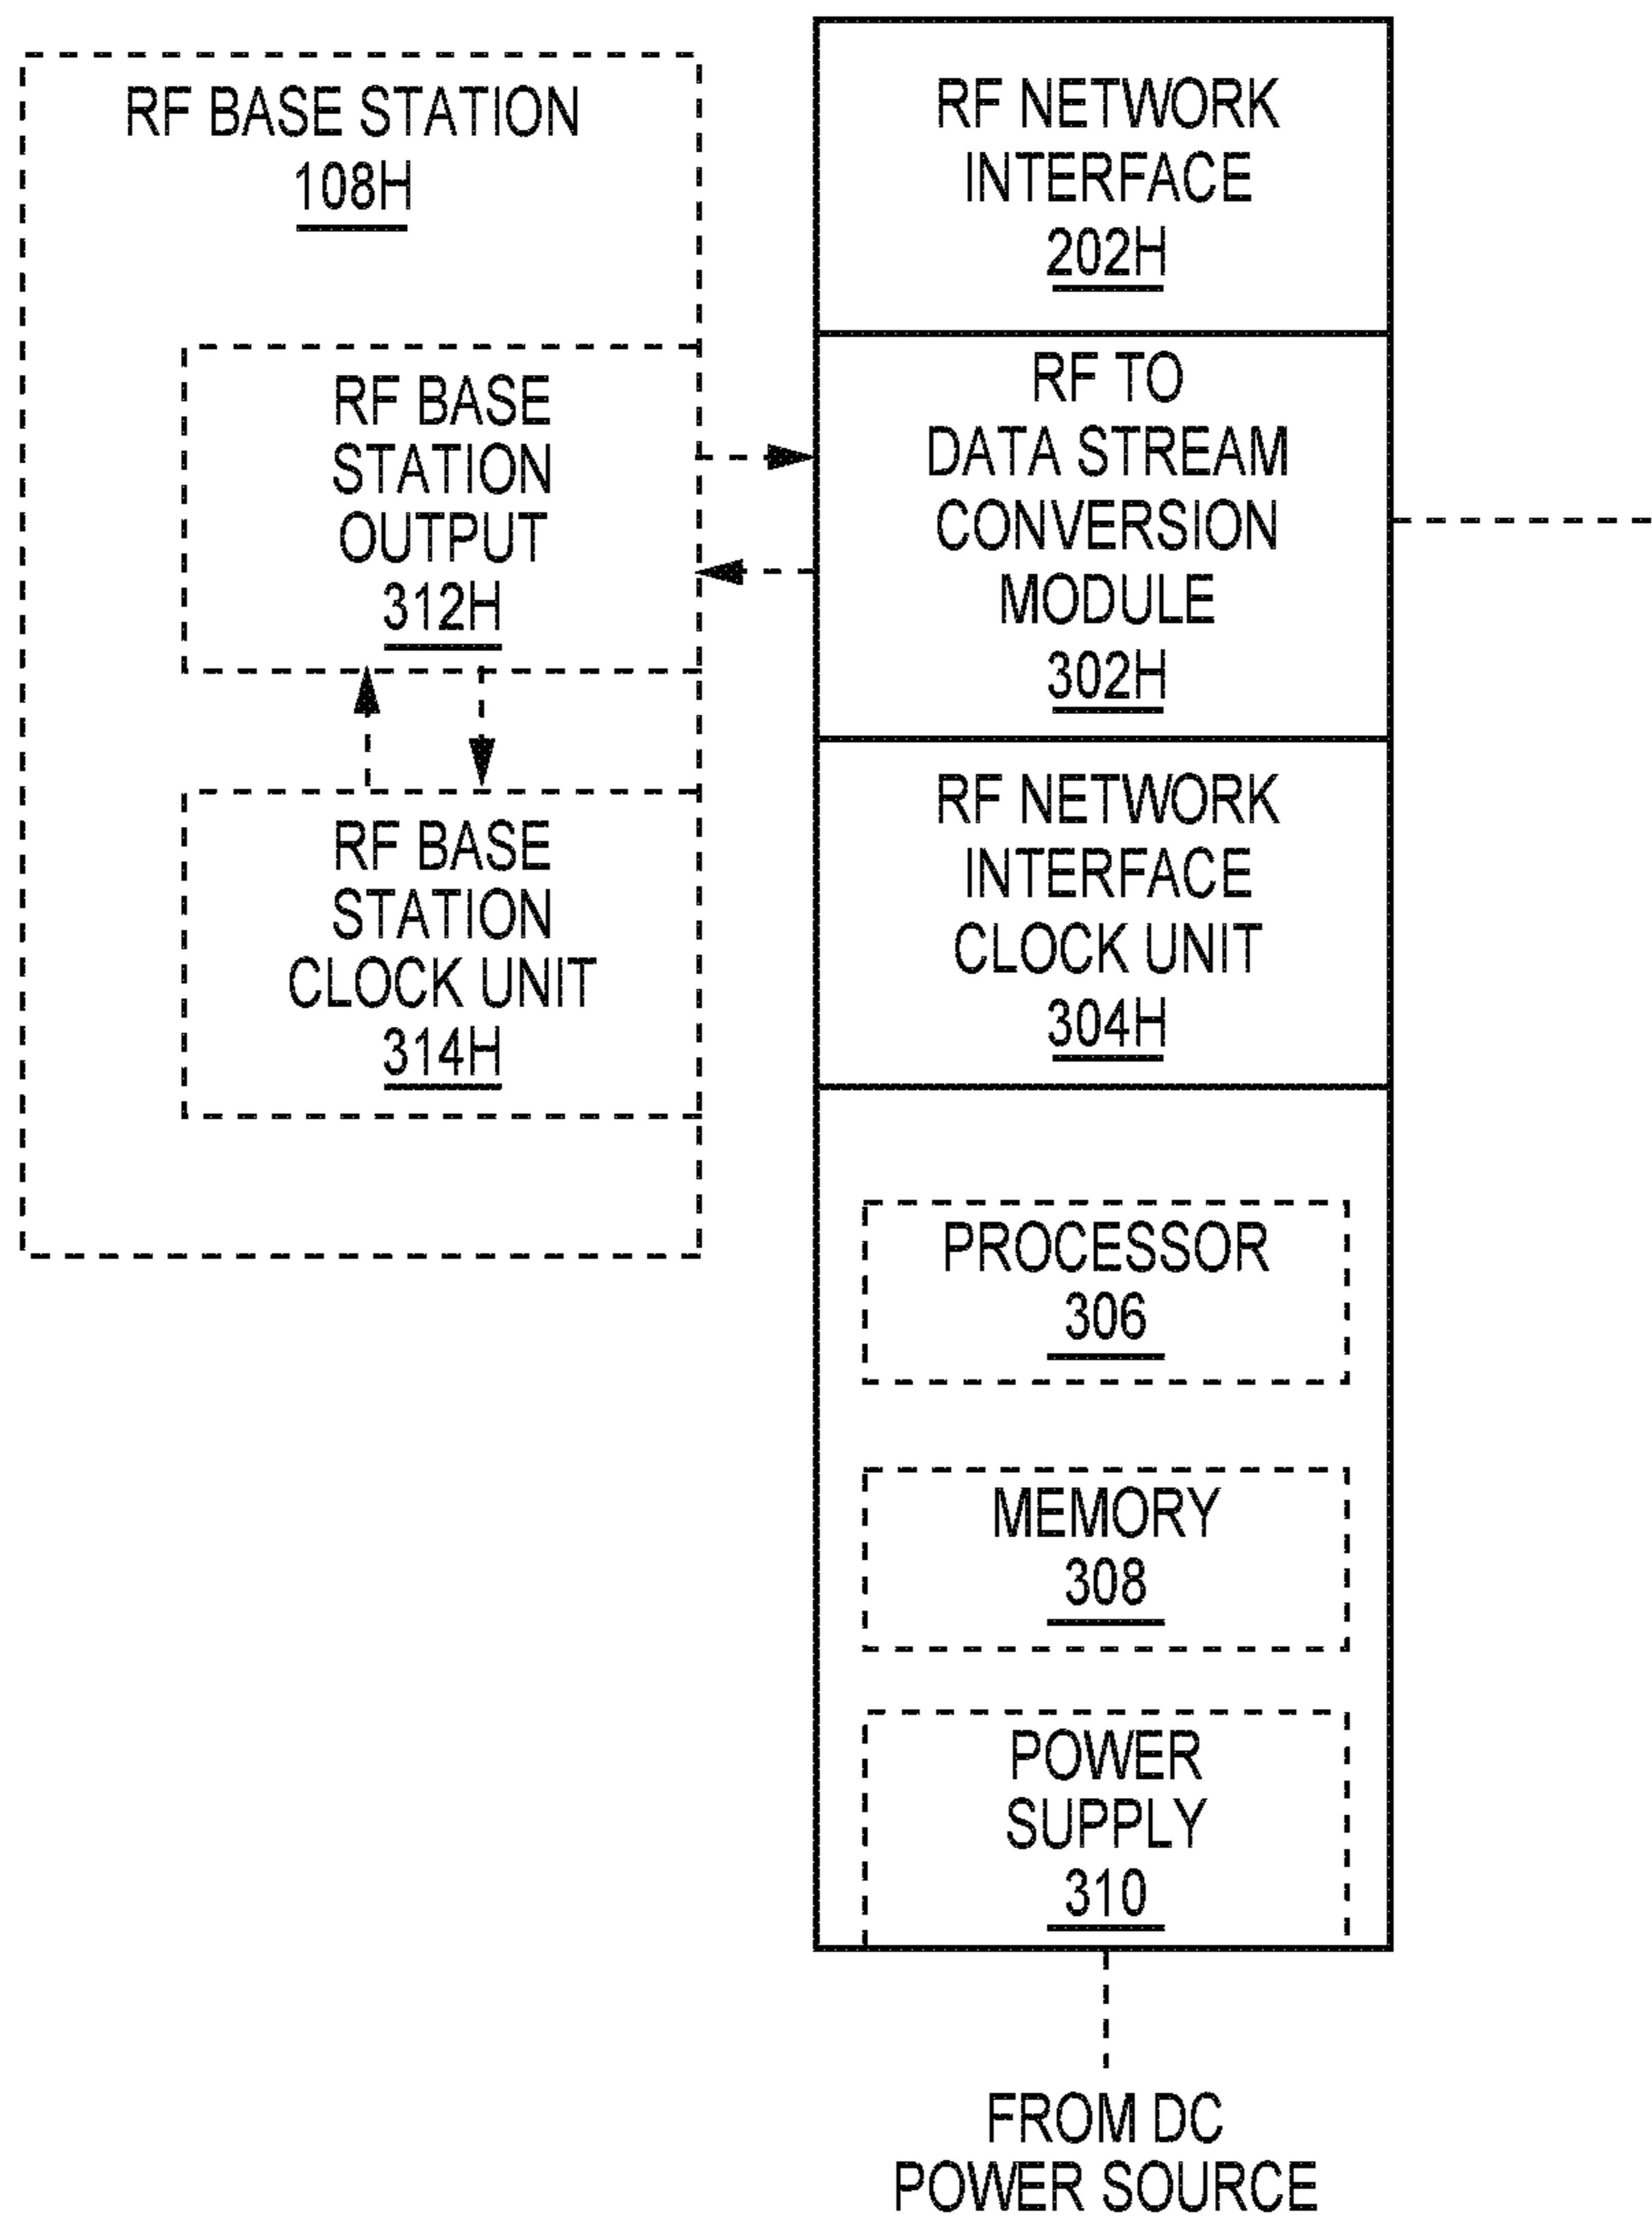 RF BASE STATION
108H
RF BASE
STATION
OUTPUT
312H
RF BASE
STATION
CLOCK UNIT
314H
RF NETWORK
INTERFACE
202H
RF TO
DATA STREAM
CONVERSION
MODULE
302H
RF NETWORK
INTERFACE
CLOCK UNIT
304H
PROCESSOR
306
MEMORY
308
POWER
SUPPLY
310
FROM DC
POWER SOURCE